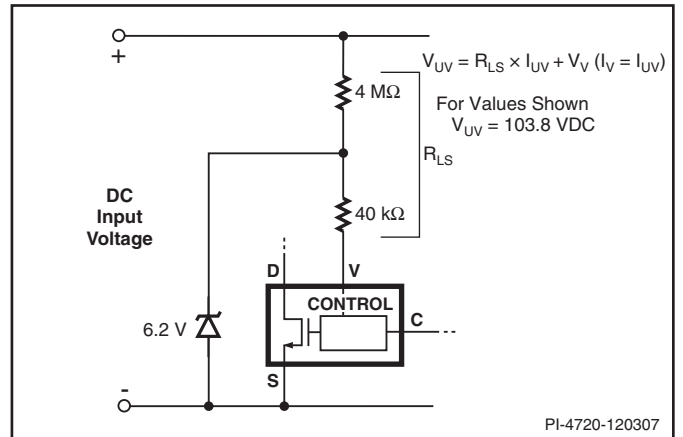 +
V_UV = R_LS × I_UV + V_V (I_V = I_UV)
4 MΩ
For Values Shown
V_UV = 103.8 VDC
R_LS
DC
Input
Voltage
40 kΩ
D
V
CONTROL
C
6.2 V
S
-
PI-4720-120307